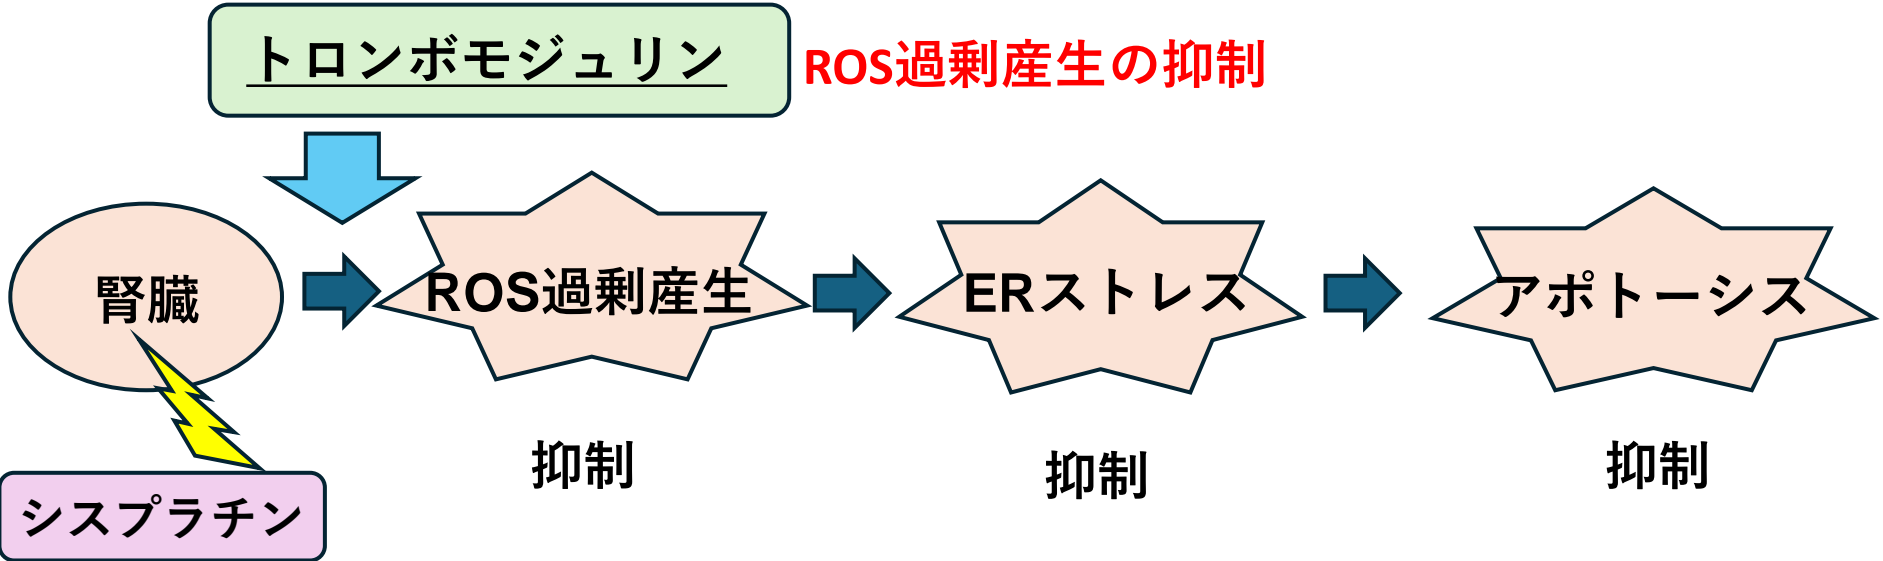 トロンボモジュリン
ROS過剰産生の抑制
腎臓
ROS過剰産生
ERストレス
アポトーシス
抑制
抑制
抑制
シスプラチン